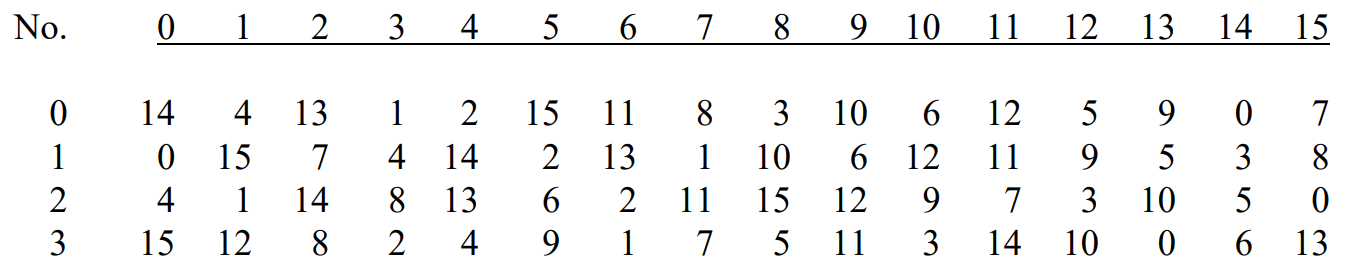 No. 0 1 2 3 4 5 6 7 8 9 10 11 12 13 14 15
0 14 4 13 1 2 15 11 8 3 10 6 12 5 9 0 7
1 0 15 7 4 14 2 13 1 10 6 12 11 9 5 3 8
2 4 1 14 8 13 6 2 11 15 12 9 7 3 10 5 0
3 15 12 8 2 4 9 1 7 5 11 3 14 10 0 6 13